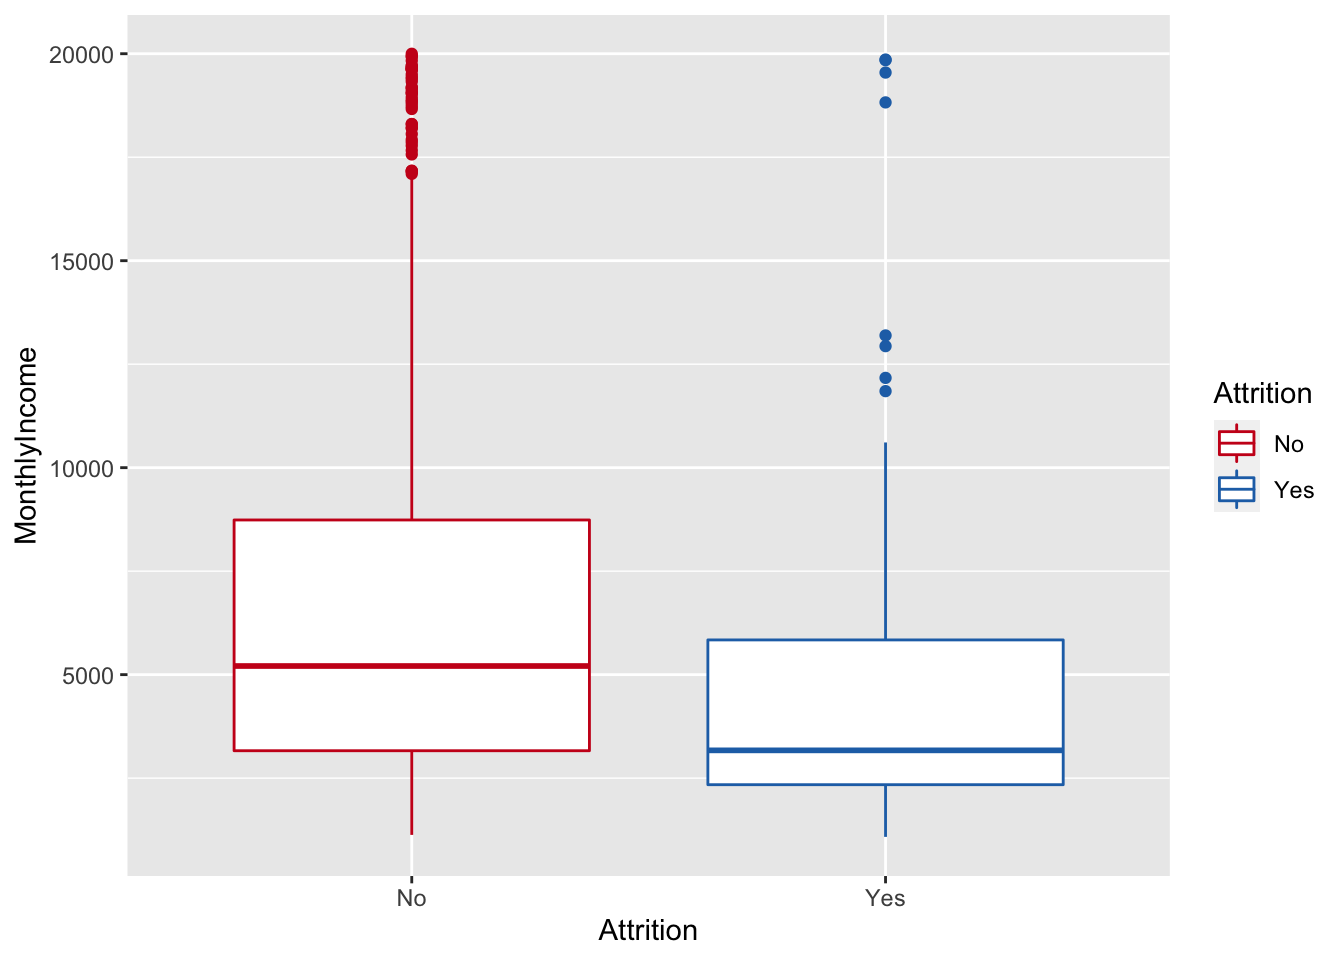 MonthlyIncome
20000
15000
10000
5000
No
Yes
Attrition
Attrition
No
Yes